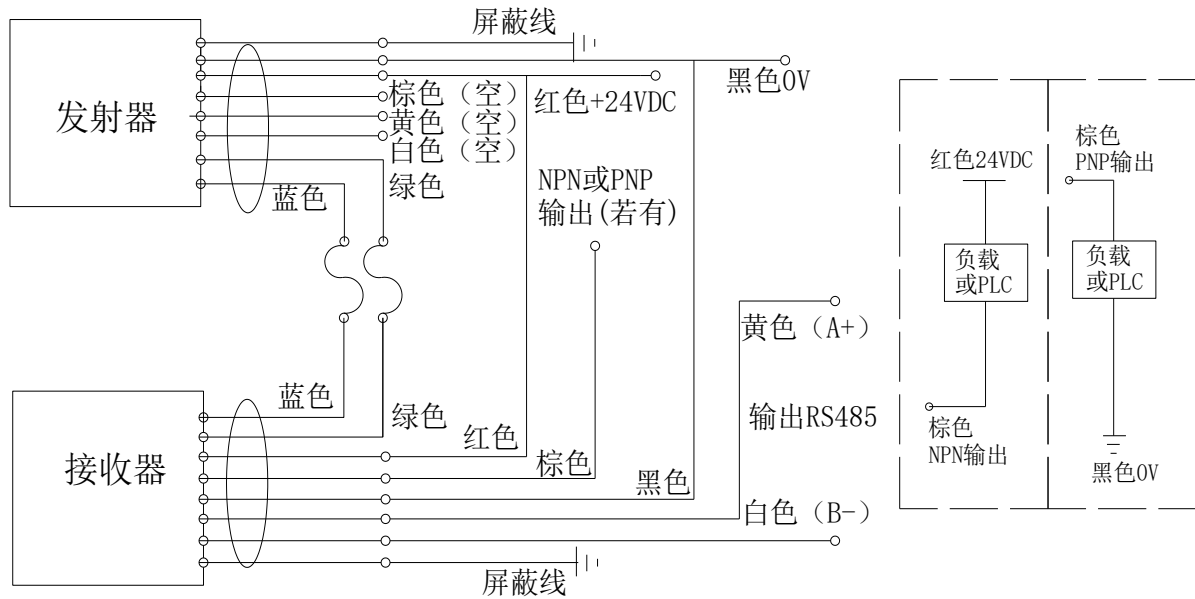 屏蔽线
黑色0V
发射器
棕色（空）
黄色（空）
白色（空）
红色+24VDC
绿色
蓝色
NPN或PNP
输出(若有)
蓝色
绿色
接收器
红色
棕色
黑色
黄色（A+）
输出RS485
白色（B-）
屏蔽线
红色24VDC
负载
或PLC
棕色
NPN输出
棕色
PNP输出
负载
或PLC
黑色0V